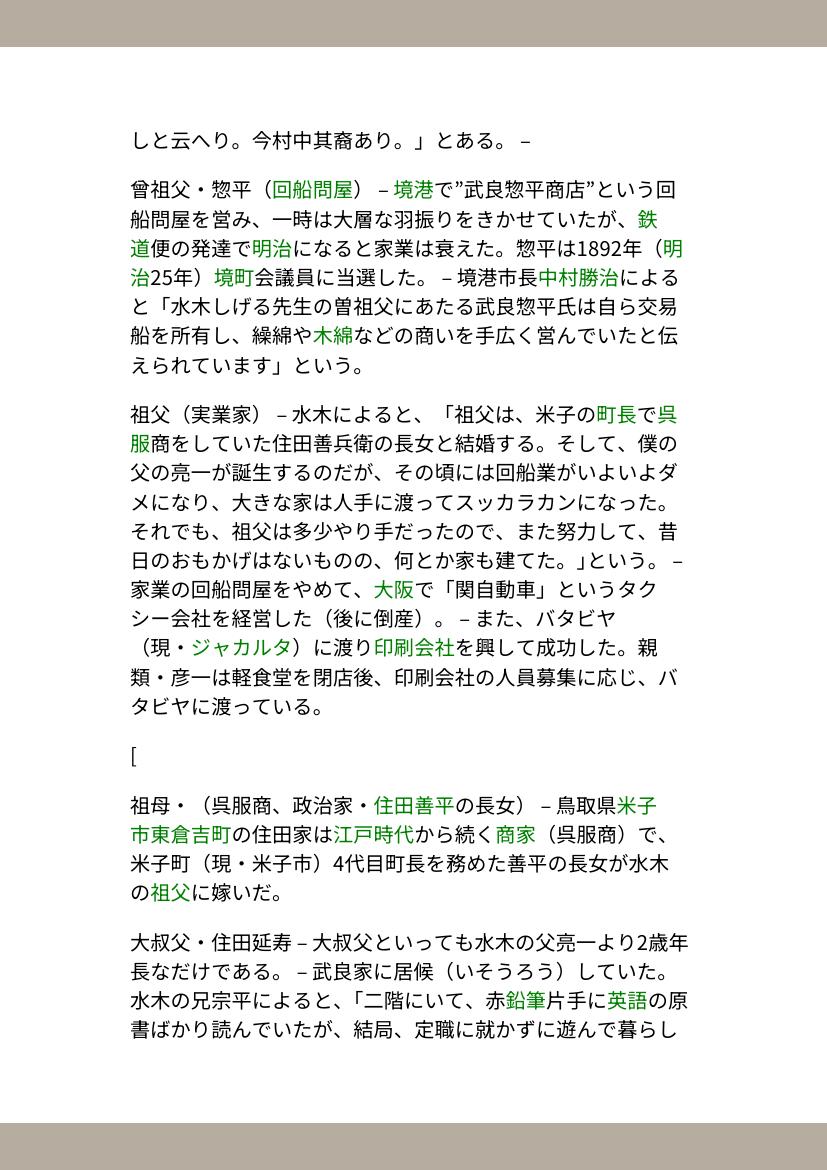 しと云へり。今村中其裔あり。」とある。 –
曾祖父・惣平（回船問屋） – 境港で”武良惣平商店”という回
船問屋を営み、一時は大層な羽振りをきかせていたが、鉄
道便の発達で明治になると家業は衰えた。惣平は1892年（明
治25年）境町会議員に当選した。 – 境港市長中村勝治による
と「水木しげる先生の曽祖父にあたる武良惣平氏は自ら交易
船を所有し、繰綿や木綿などの商いを手広く営んでいたと伝
えられています」という。
祖父（実業家） – 水木によると、「祖父は、米子の町長で呉
服商をしていた住田善兵衛の長女と結婚する。そして、僕の
父の亮一が誕生するのだが、その頃には回船業がいよいよダ
メになり、大きな家は人手に渡ってスッカラカンになった。
それでも、祖父は多少やり手だったので、また努力して、昔
日のおもかげはないものの、何とか家も建てた。」という。 –
家業の回船問屋をやめて、大阪で「関自動車」というタク
シー会社を経営した（後に倒産）。 – また、バタビヤ
（現・ジャカルタ）に渡り印刷会社を興して成功した。親
類・彦一は軽食堂を閉店後、印刷会社の人員募集に応じ、バ
タビヤに渡っている。
[
祖母・（呉服商、政治家・住田善平の長女） – 鳥取県米子
市東倉吉町の住田家は江戸時代から続く商家（呉服商）で、
米子町（現・米子市）4代目町長を務めた善平の長女が水木
の祖父に嫁いだ。
大叔父・住田延寿 – 大叔父といっても水木の父亮一より2歳年
長なだけである。 – 武良家に居候（いそうろう）していた。
水木の兄宗平によると、「二階にいて、赤鉛筆片手に英語の原
書ばかり読んでいたが、結局、定職に就かずに遊んで暮らし